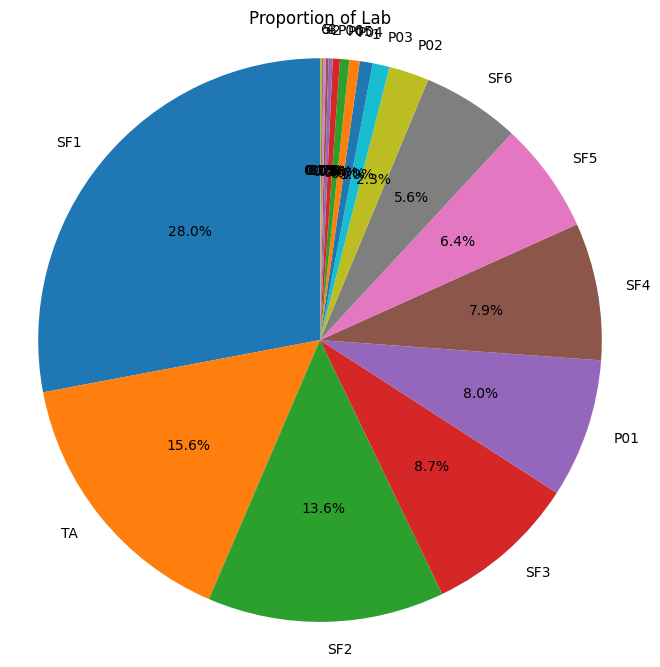 Proportion of Lab
P04
P03
P02
SF6
SF1
SF5
2.3%
5.6%
28.0%
6.4%
SF4
7.9%
8.0%
P01
15.6%
8.7%
13.6%
TA
SF3
SF2